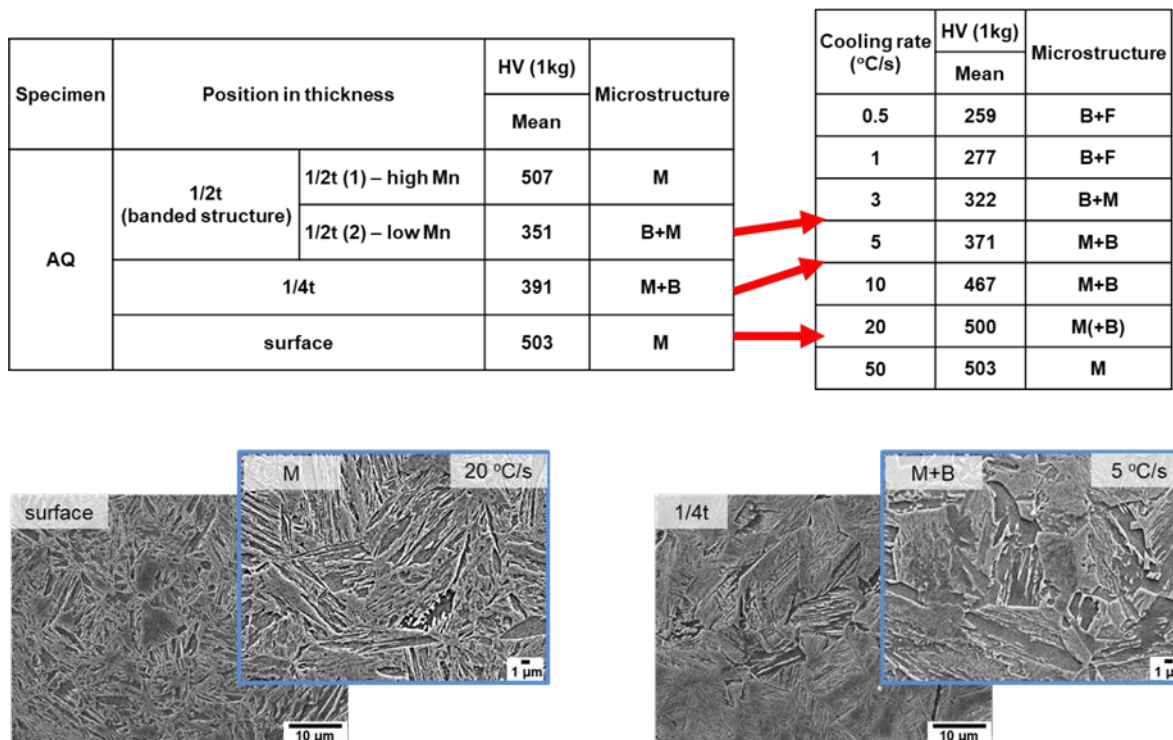 Specimen Position in thickness HV (1kg) Microstructure
Mean
AQ 1/2t (banded structure) 1/2t (1) – high Mn 507 M
1/2t (2) – low Mn 351 B+M
1/4t 391 M+B
surface 503 M
Cooling rate (°C/s) HV (1kg) Microstructure
Mean
0.5 259 B+F
1 277 B+F
3 322 B+M
5 371 M+B
10 467 M+B
20 500 M(+B)
50 503 M
surface
M 20 °C/s
1 μm
10 μm
1/4t
M+B 5 °C/s
1 μ
10 μm